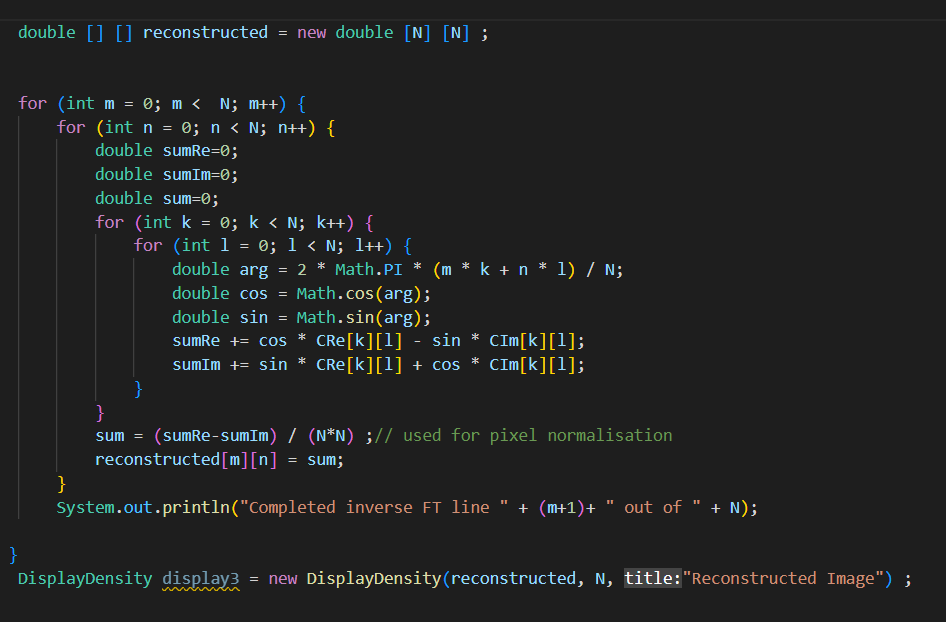 double [] [] reconstructed = new double [N] [N] ;
for (int m = 0; m <  N; m++) {
for (int n = 0; n < N; n++) {
double sumRe=0;
double sumIm=0;
double sum=0;
for (int k = 0; k < N; k++) {
for (int l = 0; l < N; l++) {
double arg = 2 * Math.PI * (m * k + n * l) / N;
double cos = Math.cos(arg);
double sin = Math.sin(arg);
sumRe += cos * CRe[k][l] - sin * CIm[k][l];
sumIm += sin * CRe[k][l] + cos * CIm[k][l];
}
}
sum = (sumRe-sumIm) / (N*N) ;// used for pixel normalisation
reconstructed[m][n] = sum;
}
System.out.println("Completed inverse FT line " + (m+1)+ " out of " + N);
}
DisplayDensity display3 = new DisplayDensity(reconstructed, N, title:"Reconstructed Image") ;